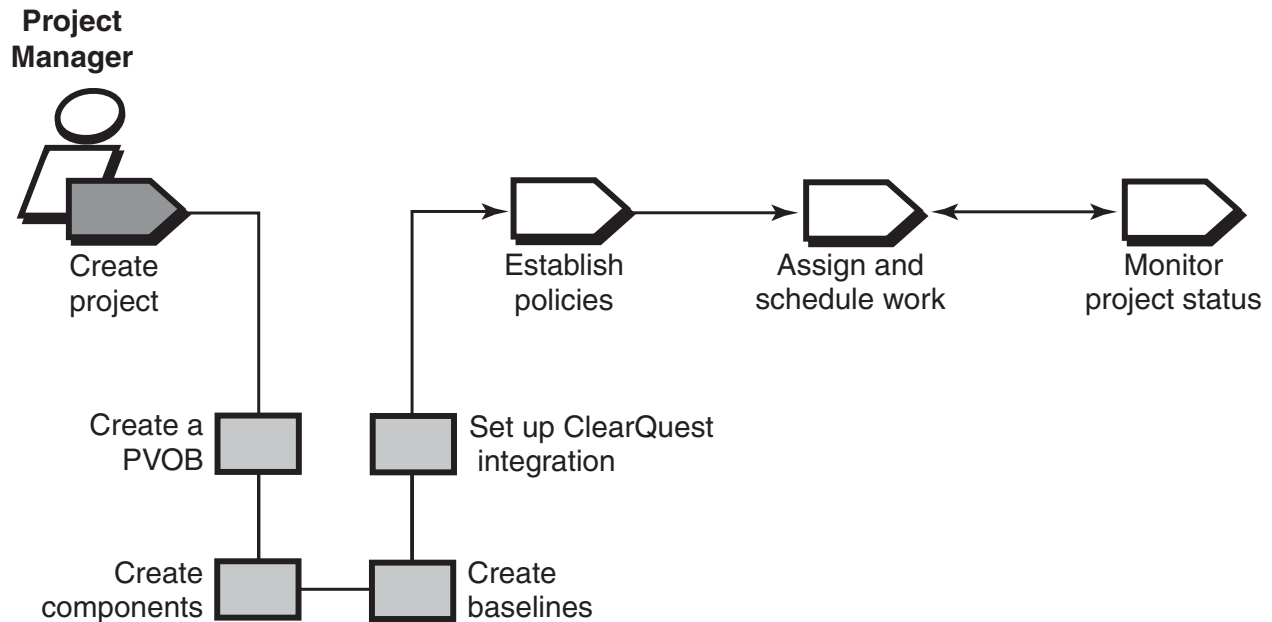 Project
Manager
Create
project
Establish
policies
Assign and
schedule work
Monitor
project status
Create a
PVOB
Set up ClearQuest
integration
Create
components
Create
baselines